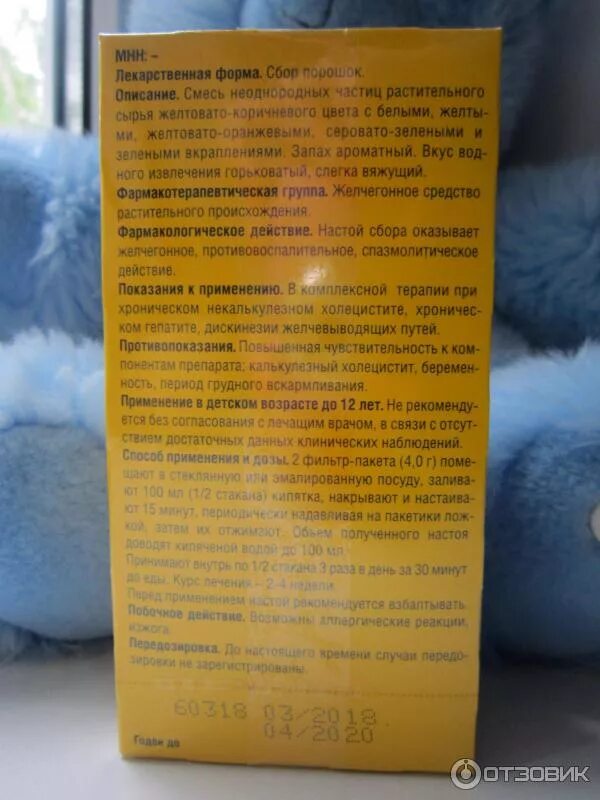 МНН: –
Лекарственная форма. Сбор порошок.
Описание. Смесь неоднородных частиц растительного
сырья желтовато-коричневого цвета с белыми, желты-
ми, желтовато-оранжевыми, серовато-зелеными и
зелеными вкраплениями. Запах ароматный. Вкус вод-
ного извлечения горьковатый, слегка вяжущий.
Фармакотерапевтическая группа. Желчегонное средство
растительного происхождения.
Фармакологическое действие. Настой сбора оказывает
желчегонное, противовоспалительное, спазмолитическое
действие.
Показания к применению. В комплексной терапии при
хроническом некалькулезном холецистите, хроничес-
ком гепатите, дискинезии желчевыводящих путей.
Противопоказания. Повышенная чувствительность к ком-
понентам препарата; калькулезный холецистит, беремен-
ность, период грудного вскармливания.
Применение в детском возрасте до 12 лет. Не рекоменду-
ется без согласования с лечащим врачом, в связи с отсут-
ствием достаточных данных клинических наблюдений.
Способ применения и дозы. 2 фильтр-пакета (4,0 г) поме-
щают в стеклянную или эмалированную посуду, залива-
ют 100 мл (1/2 стакана) кипятка, накрывают и настаива-
ют 15 минут, периодически надавливая на пакетики лож-
кой, затем их отжимают. Объем полученного настоя
доводят кипяченой водой до 100 мл.
Принимают внутрь по 1/2 стакана 3 раза в день за 30 минут
до еды. Курс лечения – 2-4 недели.
Перед применением настой рекомендуется взбалтывать.
Побочное действие. Возможны аллергические реакции,
изжога.
Передозировка. До настоящего времени случаи передо-
зировки не зарегистрированы.
60318 03/2018
04/2020
Годен до
ОТЗОВИК